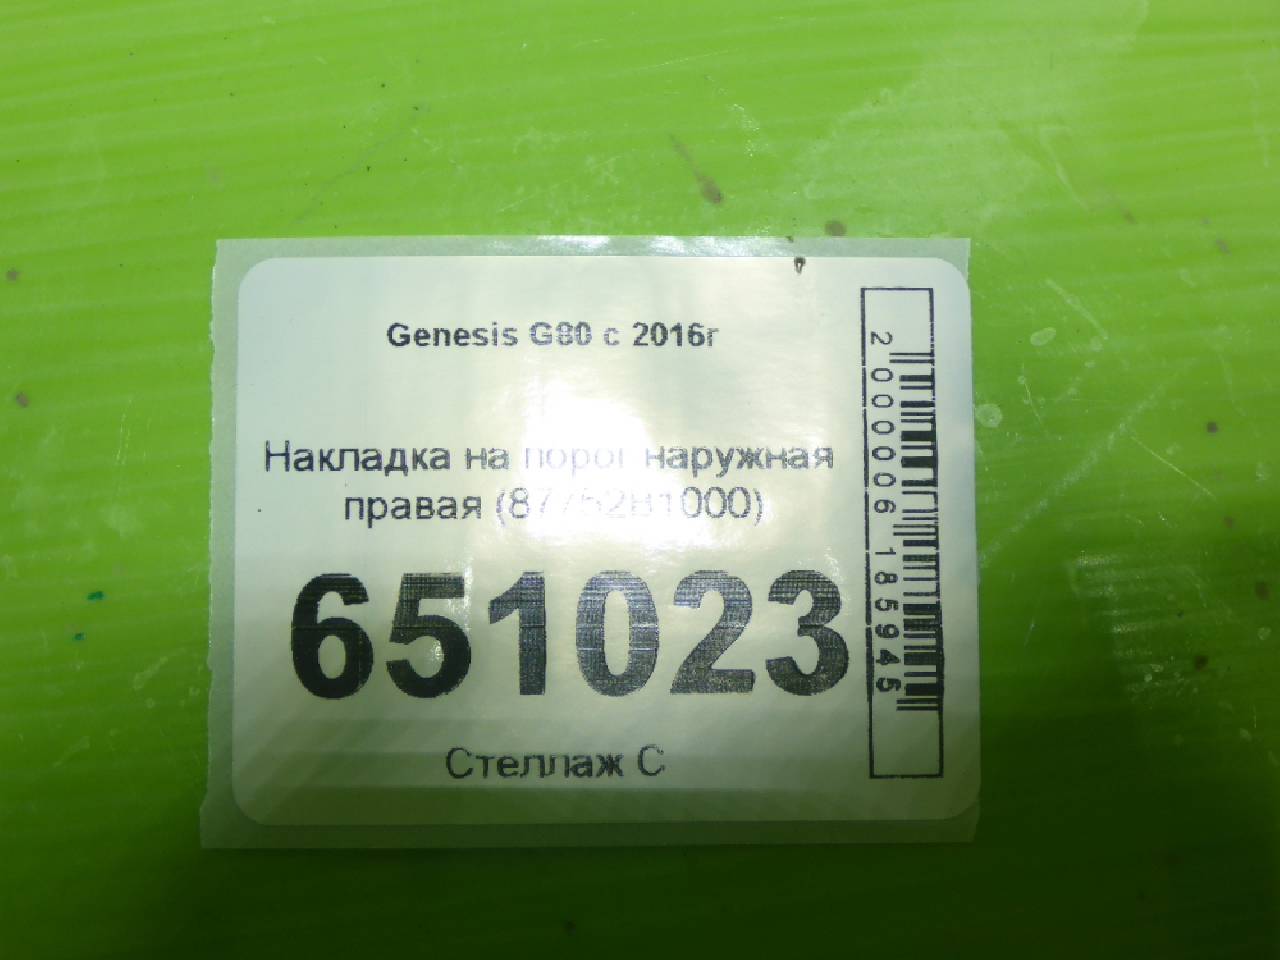 Genesis G80 с 2016г
Накладка на порог наружная
правая (87752B1000)
651023
Стеллаж С
2000006185945